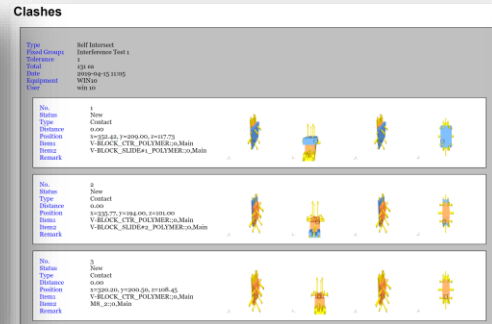 Clashes
Type Self Intersect
Fixed Group1 Interference Test 1
Tolerance 1
Total 131 ea
Date 2019-04-15 11:05
Equipment WIN10
User win 10
No. 1
Status New
Type Contact
Distance 0.00
Position x=352.42, y=209.00, z=117.73
Item1 V-BLOCK_CTR_POLYMER:;0,Main
Item2 V-BLOCK_SLIDE#1_POLYMER:;0,Main
Remark
No. 2
Status New
Type Contact
Distance 0.00
Position x=335.77, y=194.00, z=101.00
Item1 V-BLOCK_CTR_POLYMER:;0,Main
Item2 V-BLOCK_SLIDE#2_POLYMER:;0,Main
Remark
No. 3
Status New
Type Contact
Distance 0.00
Position x=320.20, y=200.50, z=108.45
Item1 V-BLOCK_CTR_POLYMER:;0,Main
Item2 M8_2:;0,Main
Remark